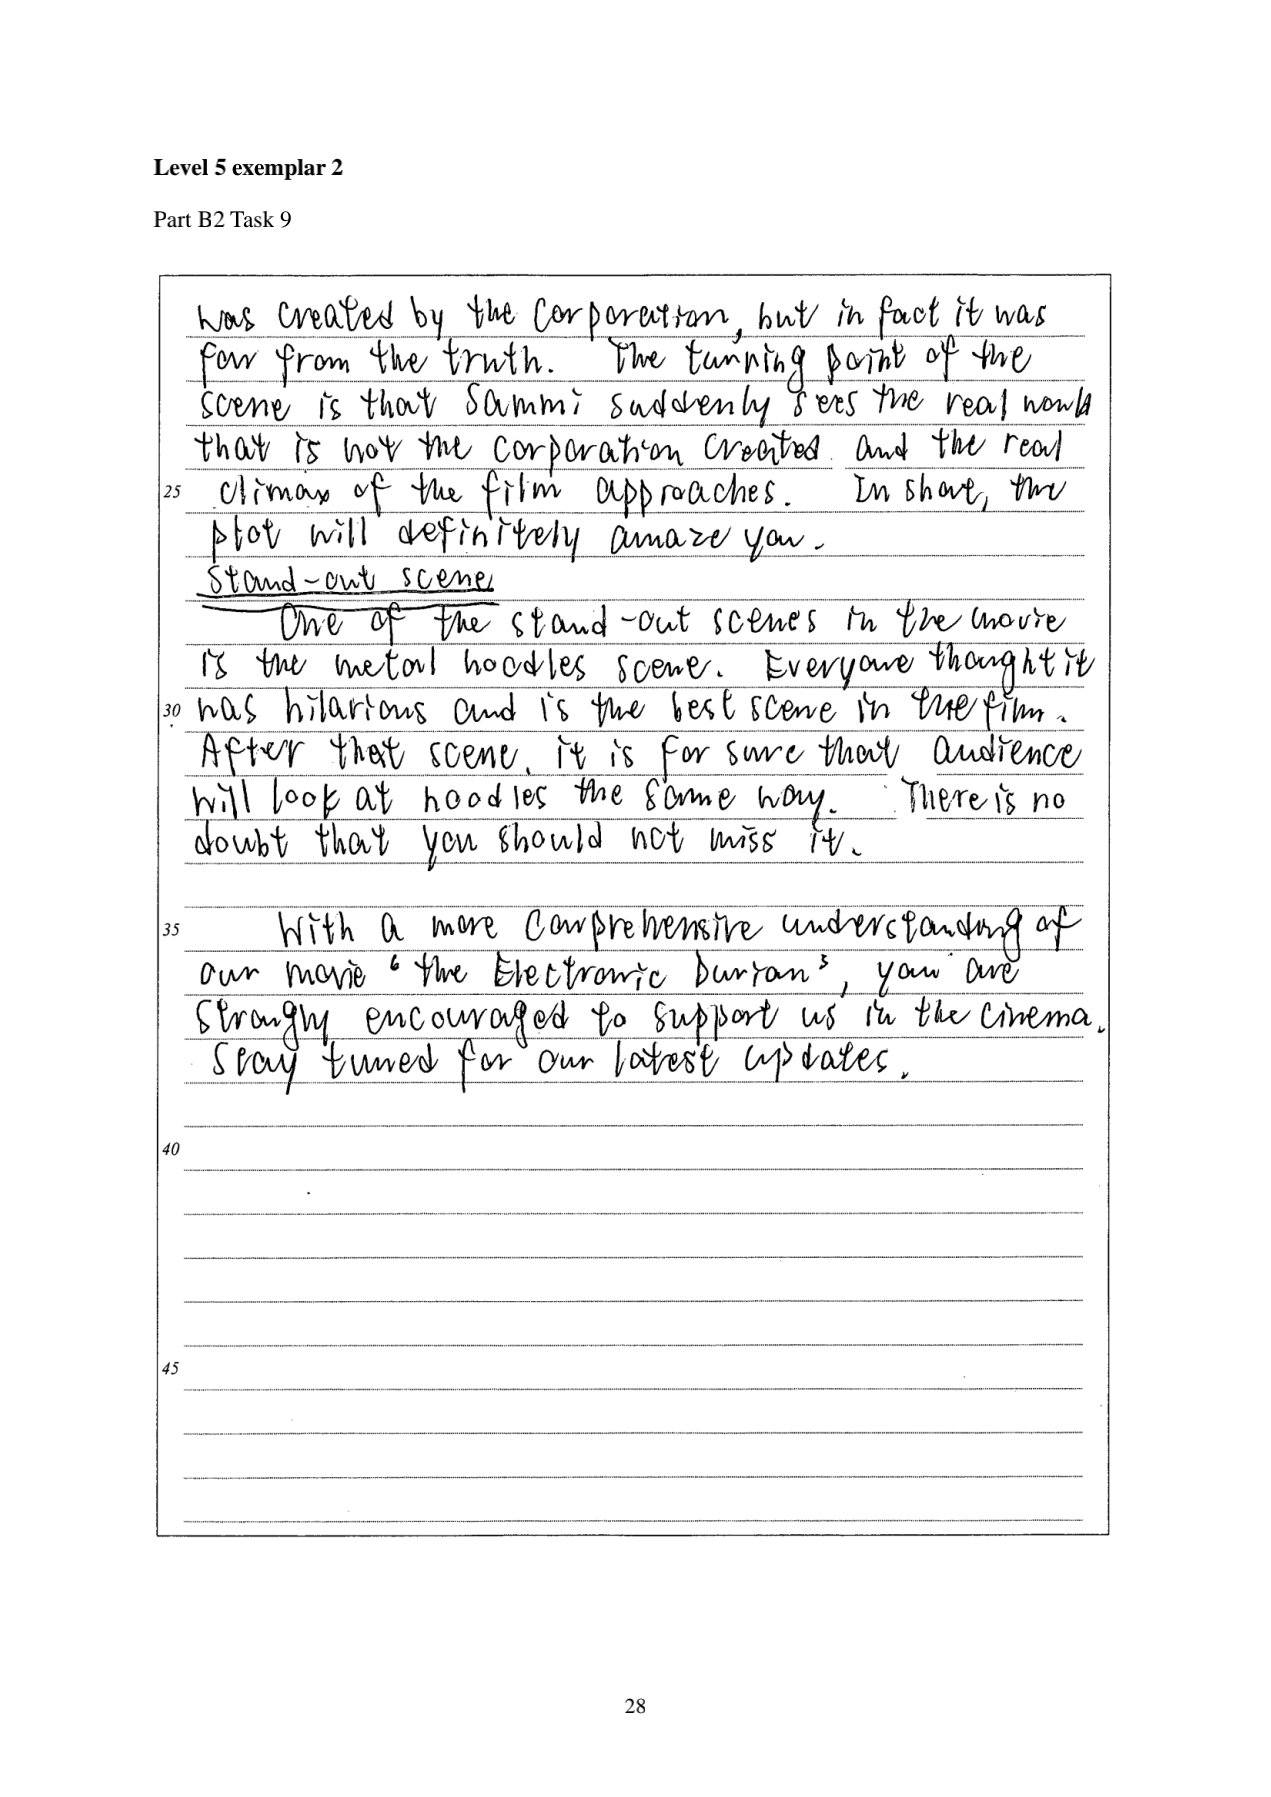 Level 5 exemplar 2
Part B2 Task 9
was created by the Corporation, but in fact it was
far from the truth. The tunning point of the
scene is that Sammi suddenly sees the real world
that is not the corporation created and the real
25 climax of the film approaches. In short, the
plot will definitely amaze you.
Stand-out scene
One of the stand-out scenes in the movie
is the metal noodles scene. Everyone thought it
30 was hilarious and is the best scene in the film.
After that scene, it is for sure that audience
will look at noodles the same way. There is no
doubt that you should not miss it.
35 With a more comprehensive understanding of
our movie ‘the Electronic Durian’, you are
strongly encouraged to support us in the cinema.
Stay tuned for our latest updates.
40
45
28